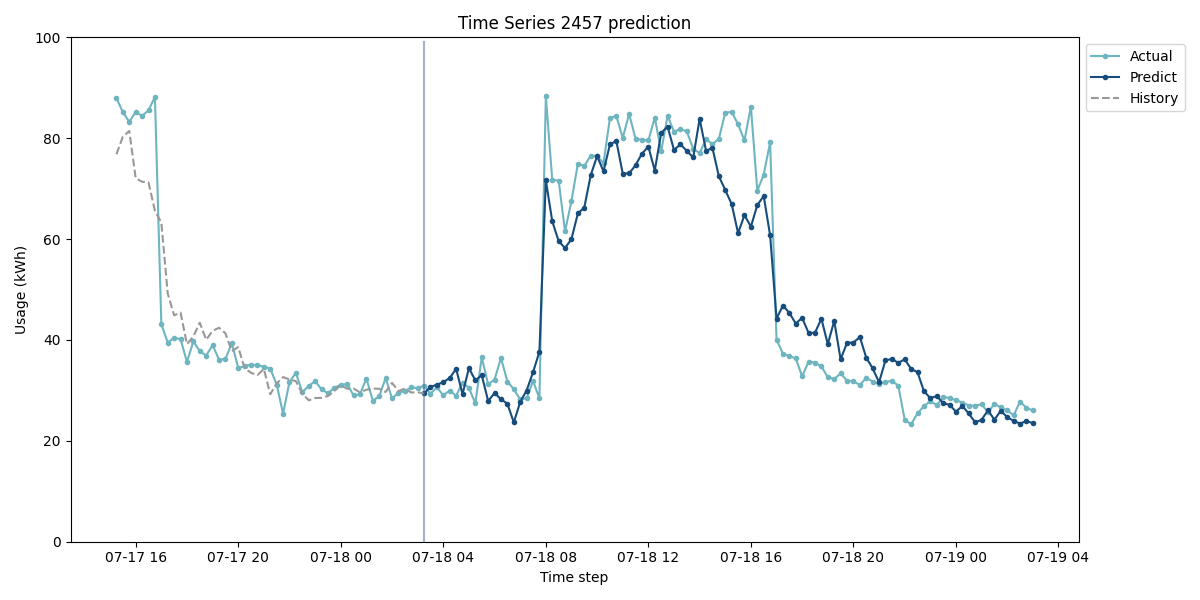 Time Series 2457 prediction
100
80
60
40
20
0
Usage (kWh)
07-17 16
07-17 20
07-18 00
07-18 04
07-18 08
07-18 12
07-18 16
07-18 20
07-19 00
07-19 04
Time step
Actual
Predict
History